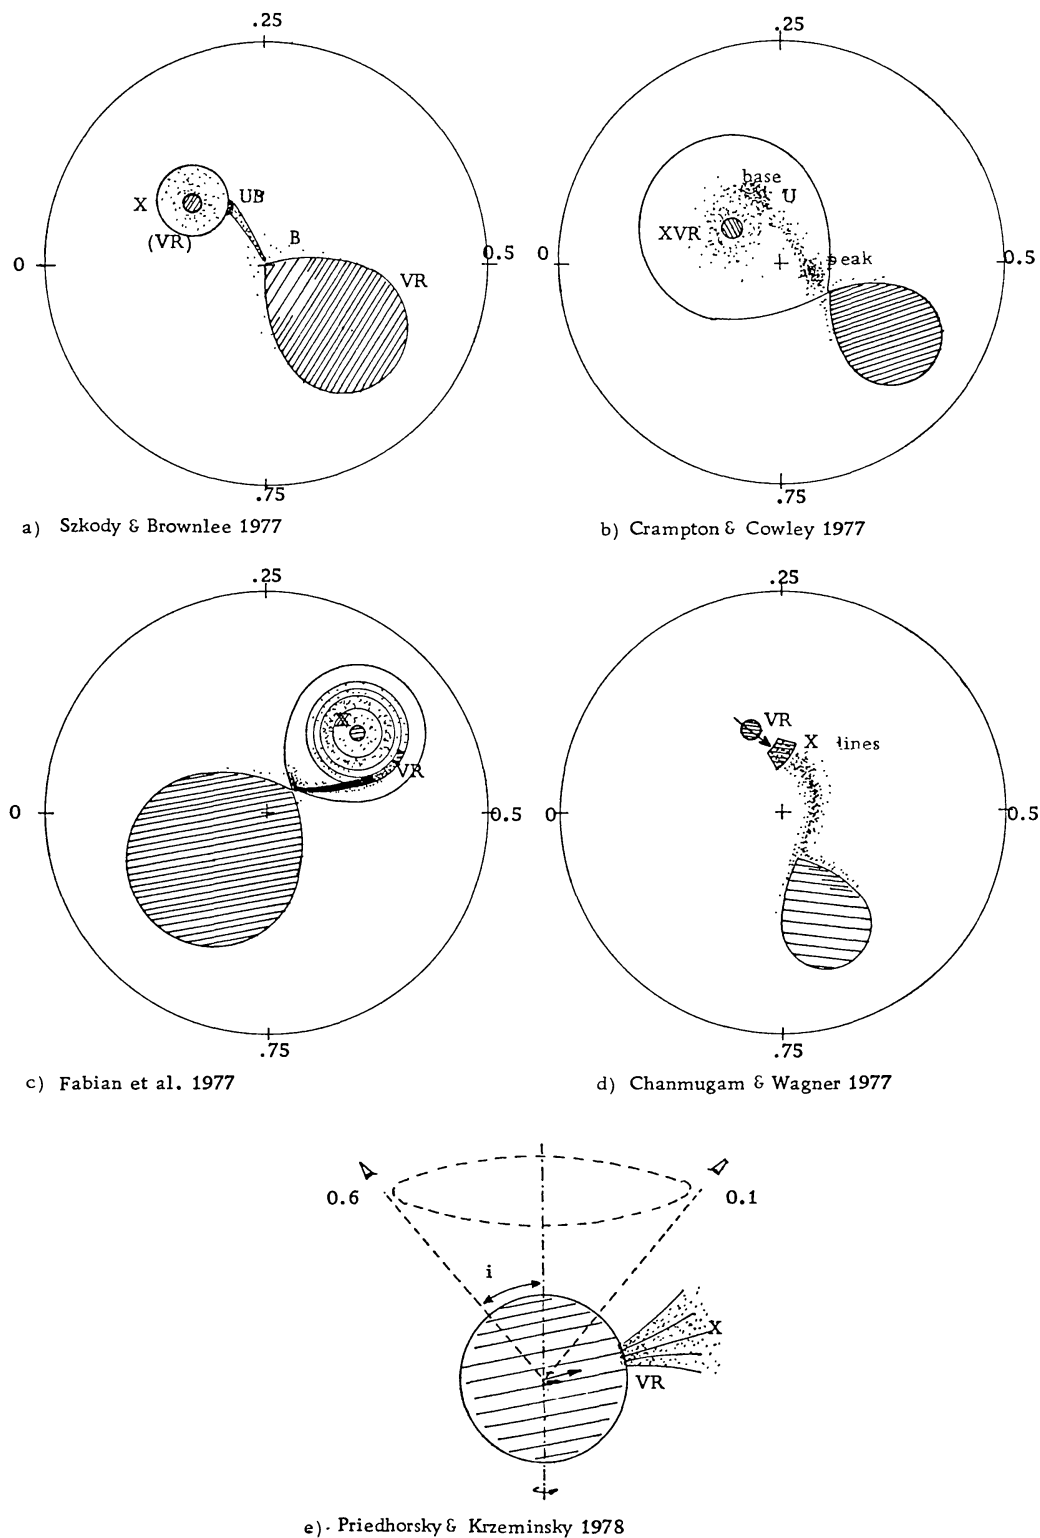 .25
X
UB
(VR)
B
0
0.5
VR
.75
a) Szkody & Brownlee 1977
.25
base
U
XVR
peak
0
0.5
.75
b) Crampton & Cowley 1977
.25
X
VR
0
0.5
.75
c) Fabian et al. 1977
.25
VR
X lines
0
0.5
.75
d) Chanmugam & Wagner 1977
0.6
0.1
i
X
VR
e) Priedhorsky & Krzeminsky 1978